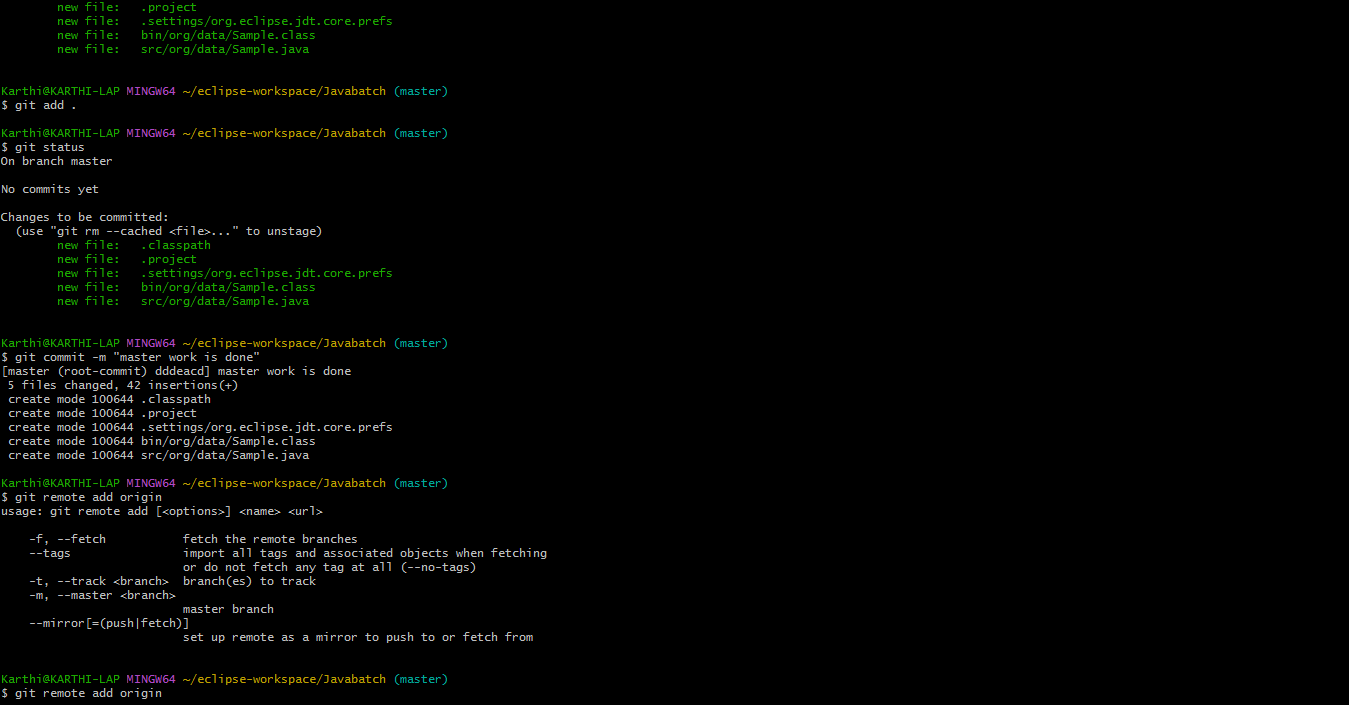 new file:   .project
new file:   .settings/org.eclipse.jdt.core.prefs
new file:   bin/org/data/Sample.class
new file:   src/org/data/Sample.java
Karthi@KARTHI-LAP MINGW64 ~/eclipse-workspace/Javabatch (master)
$ git add .
Karthi@KARTHI-LAP MINGW64 ~/eclipse-workspace/Javabatch (master)
$ git status
On branch master
No commits yet
Changes to be committed:
  (use "git rm --cached <file>..." to unstage)
        new file:   .classpath
        new file:   .project
        new file:   .settings/org.eclipse.jdt.core.prefs
        new file:   bin/org/data/Sample.class
        new file:   src/org/data/Sample.java
Karthi@KARTHI-LAP MINGW64 ~/eclipse-workspace/Javabatch (master)
$ git commit -m "master work is done"
[master (root-commit) dddeacd] master work is done
 5 files changed, 42 insertions(+)
 create mode 100644 .classpath
 create mode 100644 .project
 create mode 100644 .settings/org.eclipse.jdt.core.prefs
 create mode 100644 bin/org/data/Sample.class
 create mode 100644 src/org/data/Sample.java
Karthi@KARTHI-LAP MINGW64 ~/eclipse-workspace/Javabatch (master)
$ git remote add origin
usage: git remote add [<options>] <name> <url>
    -f, --fetch           fetch the remote branches
    --tags                import all tags and associated objects when fetching
                          or do not fetch any tag at all (--no-tags)
    -t, --track <branch>  branch(es) to track
    -m, --master <branch>
                          master branch
    --mirror[=(push|fetch)]
                          set up remote as a mirror to push to or fetch from
Karthi@KARTHI-LAP MINGW64 ~/eclipse-workspace/Javabatch (master)
$ git remote add origin